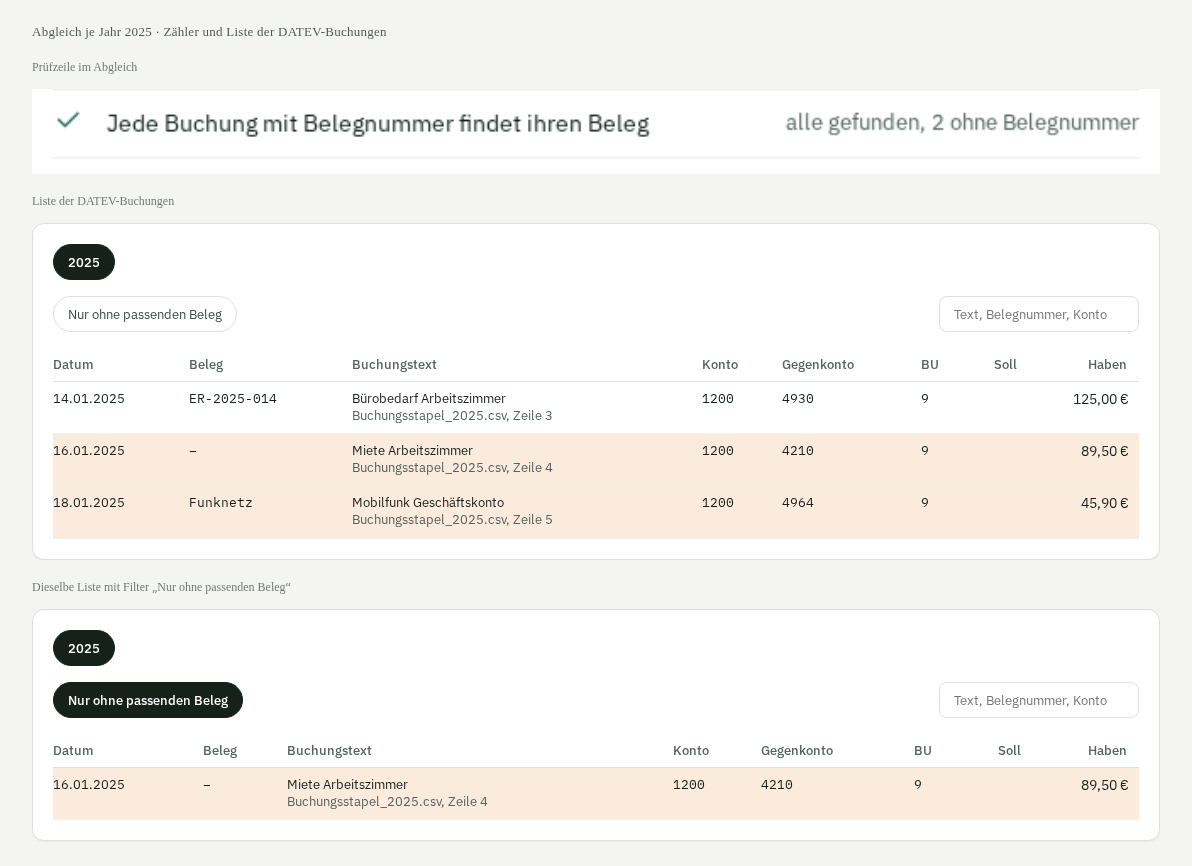 Abgleich je Jahr 2025 · Zähler und Liste der DATEV-Buchungen
Prüfzeile im Abgleich
Jede Buchung mit Belegnummer findet ihren Beleg alle gefunden, 2 ohne Belegnummer
Liste der DATEV-Buchungen
2025
Nur ohne passenden Beleg Text, Belegnummer, Konto
Datum Beleg Buchungstext Konto Gegenkonto BU Soll Haben
14.01.2025 ER-2025-014 Bürobedarf Arbeitszimmer 1200 4930 9 125,00 €
Buchungsstapel_2025.csv, Zeile 3
16.01.2025 – Miete Arbeitszimmer 1200 4210 9 89,50 €
Buchungsstapel_2025.csv, Zeile 4
18.01.2025 Funknetz Mobilfunk Geschäftskonto 1200 4964 9 45,90 €
Buchungsstapel_2025.csv, Zeile 5
Dieselbe Liste mit Filter „Nur ohne passenden Beleg“
2025
Nur ohne passenden Beleg Text, Belegnummer, Konto
Datum Beleg Buchungstext Konto Gegenkonto BU Soll Haben
16.01.2025 – Miete Arbeitszimmer 1200 4210 9 89,50 €
Buchungsstapel_2025.csv, Zeile 4